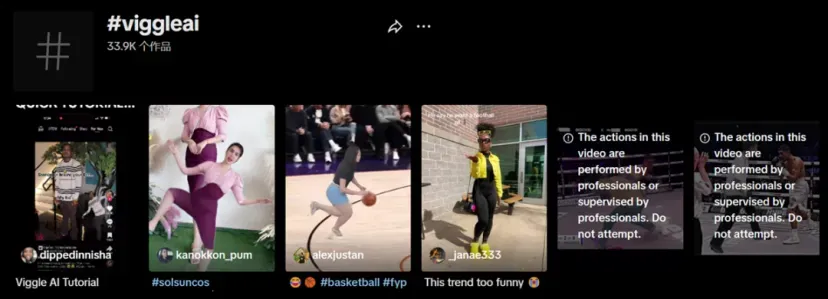 #viggleai
33.9K 个作品
QUICK TUTORIAL...
dippedinnisha
Viggle AI Tutorial
kanokkon_pum
#solsuncos
alexjustan
#basketball #fyp
_janae333
This trend too funny
The actions in this
video are
performed by
professionals or
supervised by
professionals. Do
not attempt.
The actions in this
video are
performed by
professionals or
supervised by
professionals. Do
not attempt.